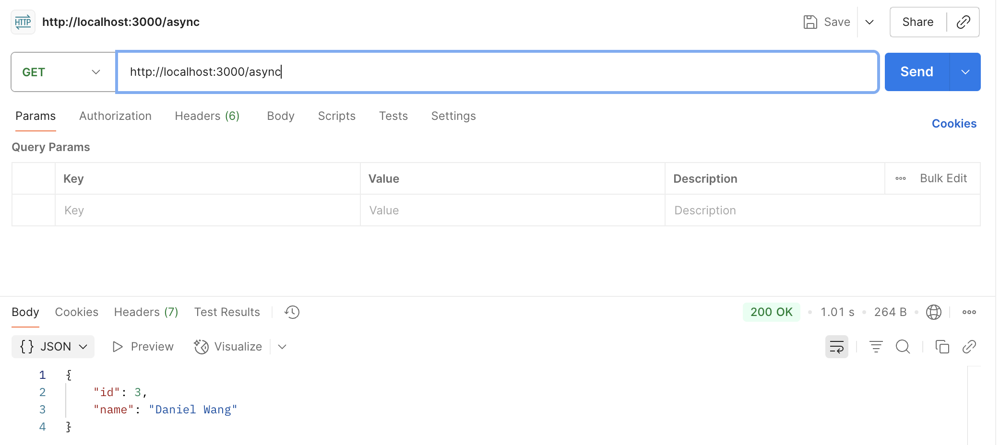 HTTP http://localhost:3000/async Save Share
GET http://localhost:3000/async Send
Params Authorization Headers (6) Body Scripts Tests Settings Cookies
Query Params
Key Value Description Bulk Edit
Key Value Description
Body Cookies Headers (7) Test Results 200 OK • 1.01 s • 264 B •
{} JSON Preview Visualize
1 {
2 "id": 3,
3 "name": "Daniel Wang"
4 }